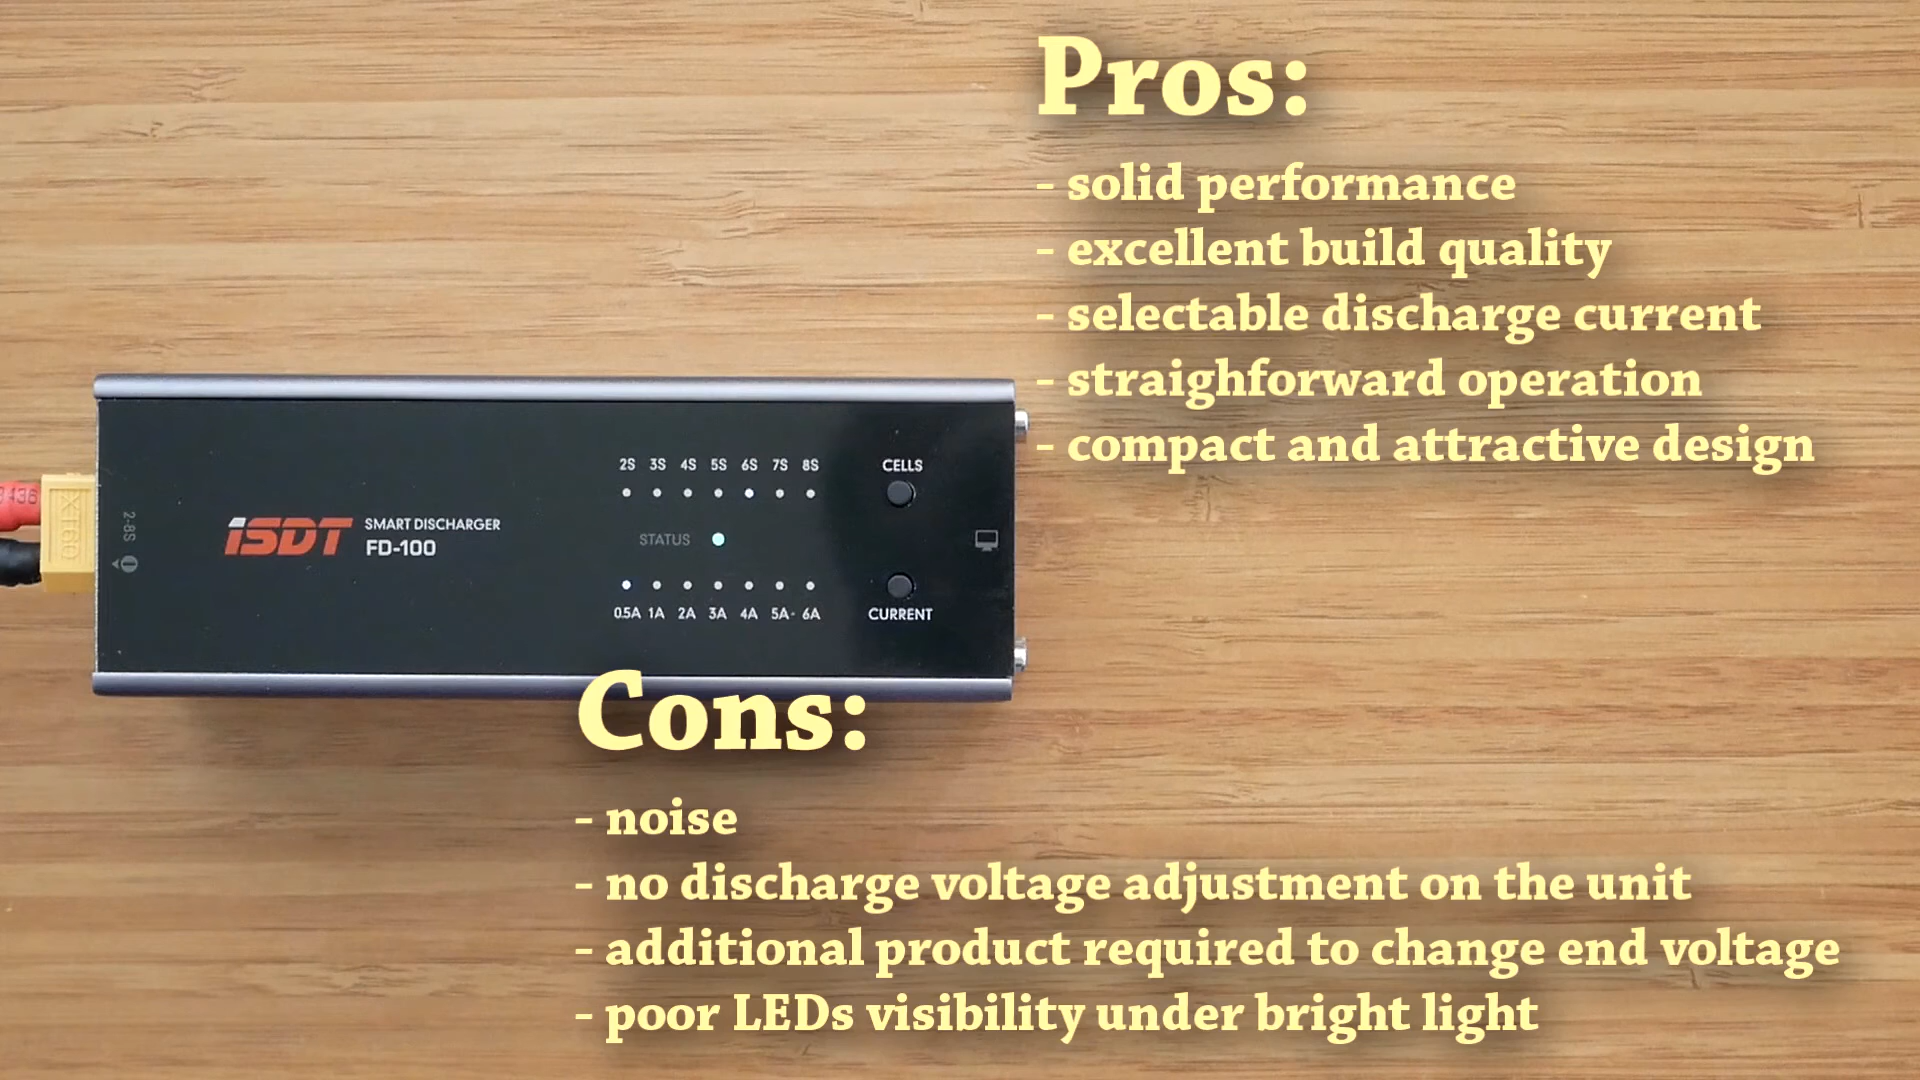 Pros:
- solid performance
- excellent build quality
- selectable discharge current
- straighforward operation
- compact and attractive design
2S 3S 4S 5S 6S 7S 8S
CELLS
iSDT
SMART DISCHARGER
FD-100
STATUS
0.5A 1A 2A 3A 4A 5A 6A
CURRENT
2-8S
XT60
Cons:
- noise
- no discharge voltage adjustment on the unit
- additional product required to change end voltage
- poor LEDs visibility under bright light